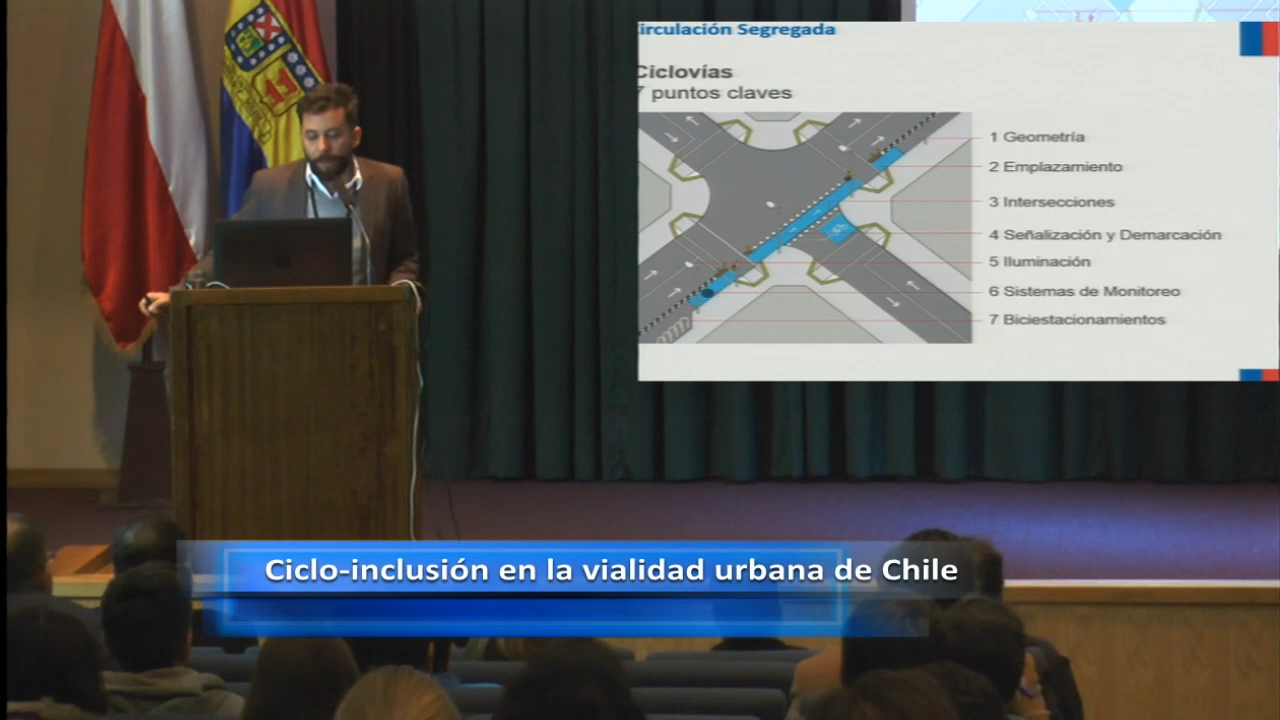 irculación Segregada
Ciclovías
7 puntos claves
1 Geometría
2 Emplazamiento
3 Intersecciones
4 Señalización y Demarcación
5 Iluminación
6 Sistemas de Monitoreo
7 Biciestacionamientos
Ciclo-inclusión en la vialidad urbana de Chile